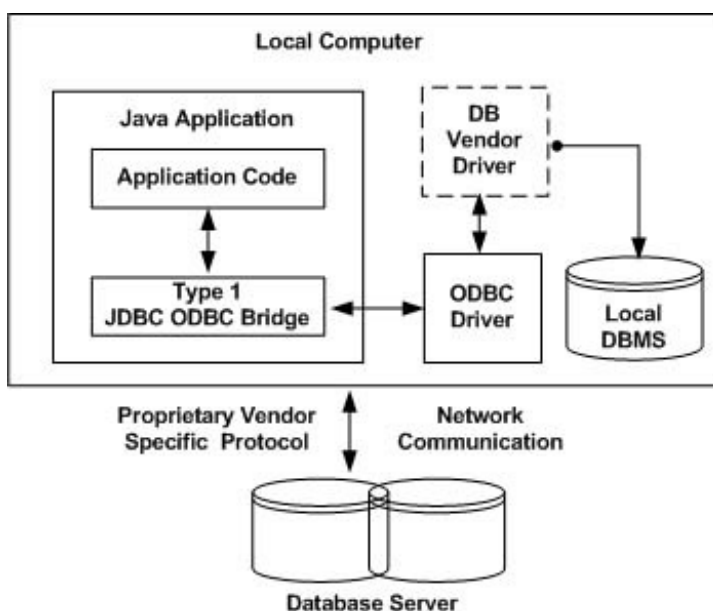 Local Computer
Java Application
Application Code
Type 1
JDBC ODBC Bridge
DB
Vendor
Driver
ODBC
Driver
Local
DBMS
Proprietary Vendor
Specific Protocol
Network
Communication
Database Server